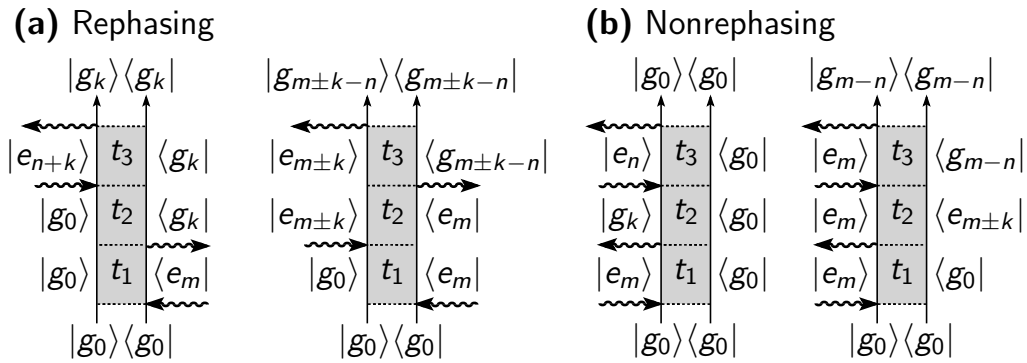 (a) Rephasing (b) Nonrephasing
|g_k⟩⟨g_k| |g_{m±k−n}⟩⟨g_{m±k−n}| |g_0⟩⟨g_0| |g_{m−n}⟩⟨g_{m−n}|
|e_{n+k}⟩ t_3 ⟨g_k| |e_{m±k}⟩ t_3 ⟨g_{m±k−n}| |e_n⟩ t_3 ⟨g_0| |e_m⟩ t_3 ⟨g_{m−n}|
|g_0⟩ t_2 ⟨g_k| |e_{m±k}⟩ t_2 ⟨e_m| |g_k⟩ t_2 ⟨g_0| |e_m⟩ t_2 ⟨e_{m±k}|
|g_0⟩ t_1 ⟨e_m| |g_0⟩ t_1 ⟨e_m| |e_m⟩ t_1 ⟨g_0| |e_m⟩ t_1 ⟨g_0|
|g_0⟩⟨g_0| |g_0⟩⟨g_0| |g_0⟩⟨g_0| |g_0⟩⟨g_0|